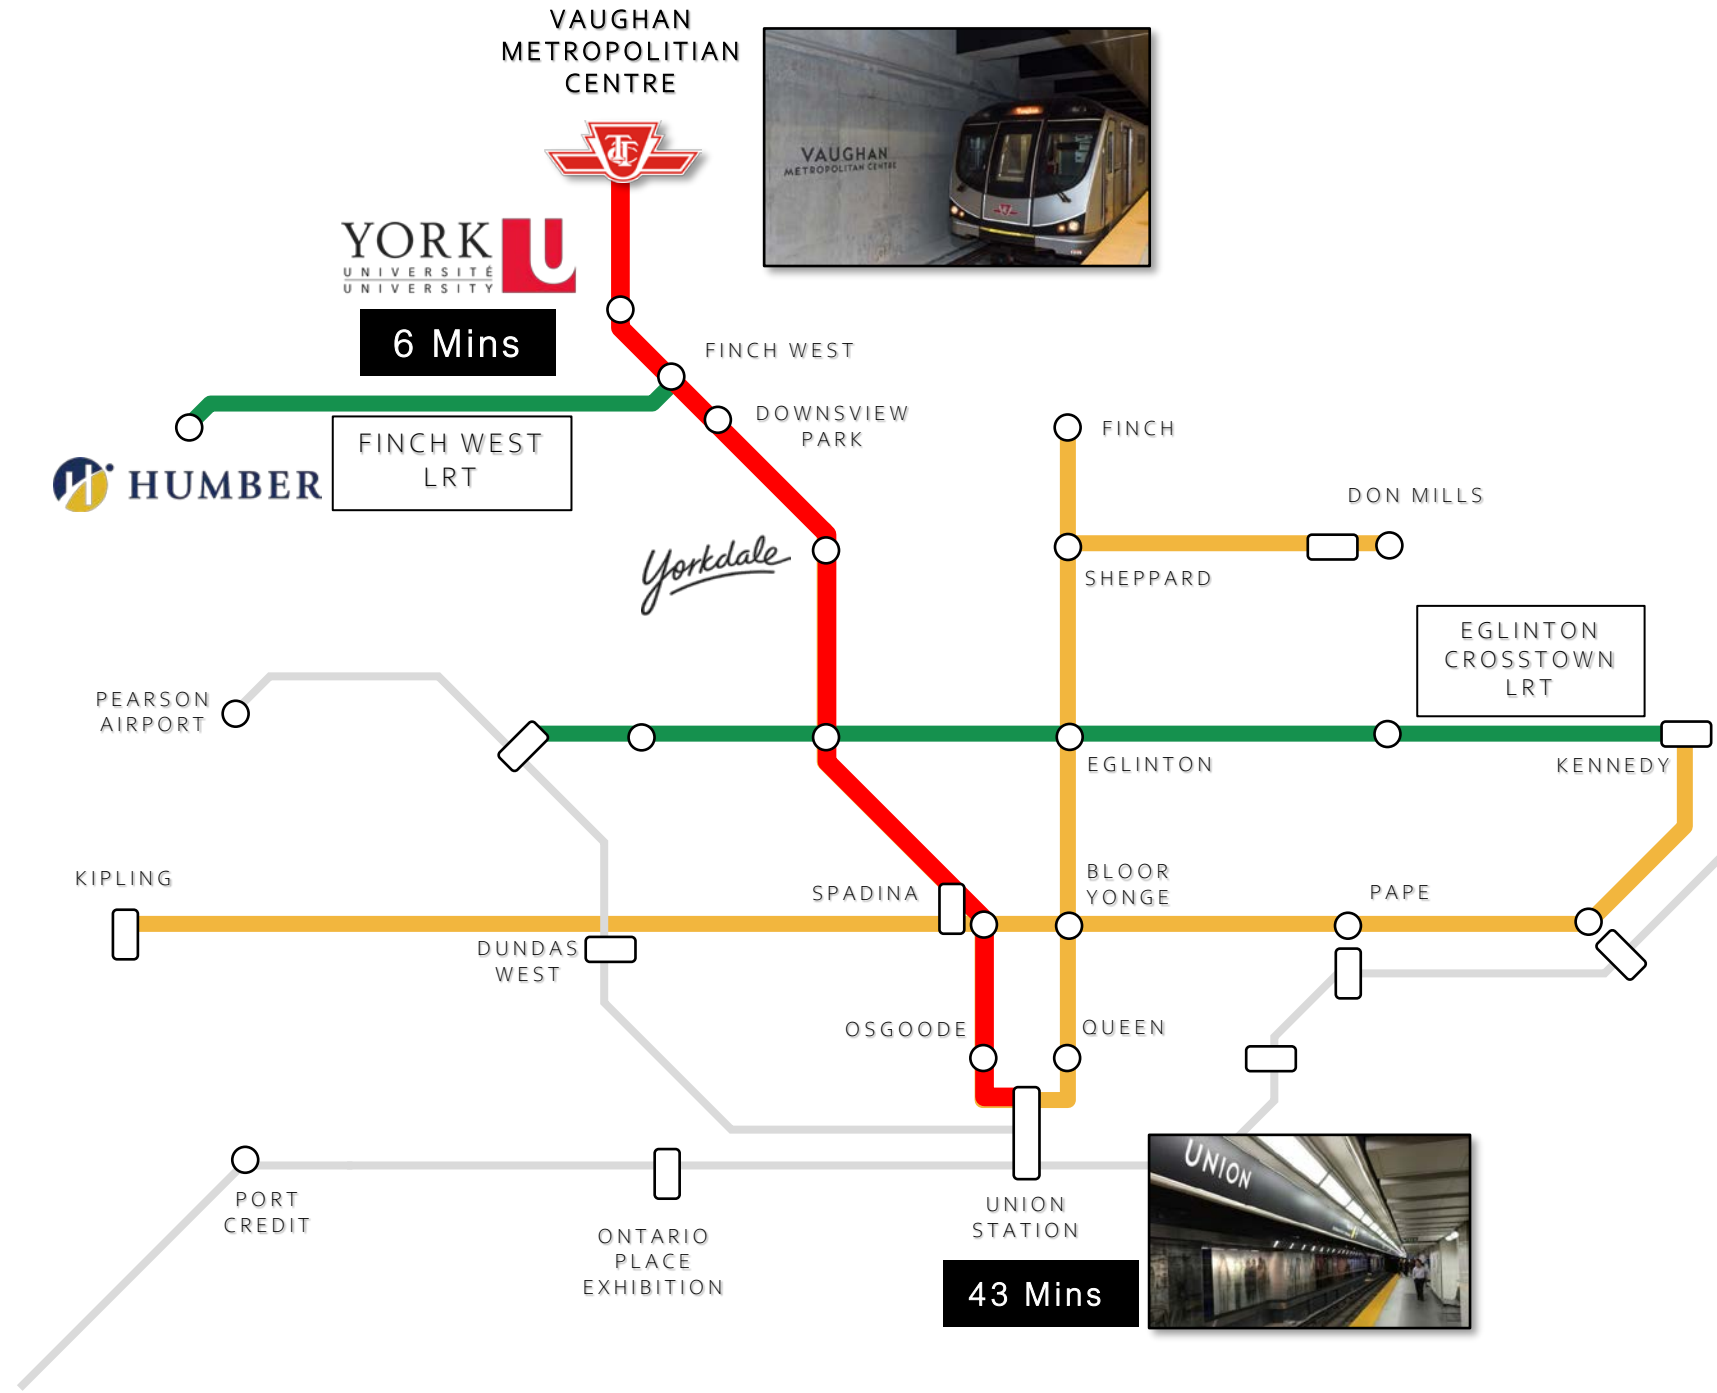 VAUGHAN
METROPOLITIAN
CENTRE
TTC
VAUGHAN
METROPOLITAN CENTRE
YORK U
UNIVERSITÉ
UNIVERSITY
6 Mins
FINCH WEST
DOWNSVIEW
PARK
FINCH
FINCH WEST
LRT
HUMBER
DON MILLS
Yorkdale
SHEPPARD
EGLINTON
CROSSTOWN
LRT
PEARSON
AIRPORT
EGLINTON
KENNEDY
KIPLING
SPADINA
BLOOR
YONGE
PAPE
DUNDAS
WEST
OSGOODE
QUEEN
UNION
PORT
CREDIT
UNION
STATION
ONTARIO
PLACE
EXHIBITION
43 Mins